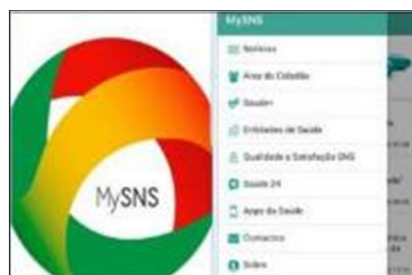 MySNS
MySNS
Notícias
Área do Cidadão
Saúde+
Entidades de Saúde
Qualidade e Satisfação SNS
Saúde 24
Apps da Saúde
Contactos
Sobre